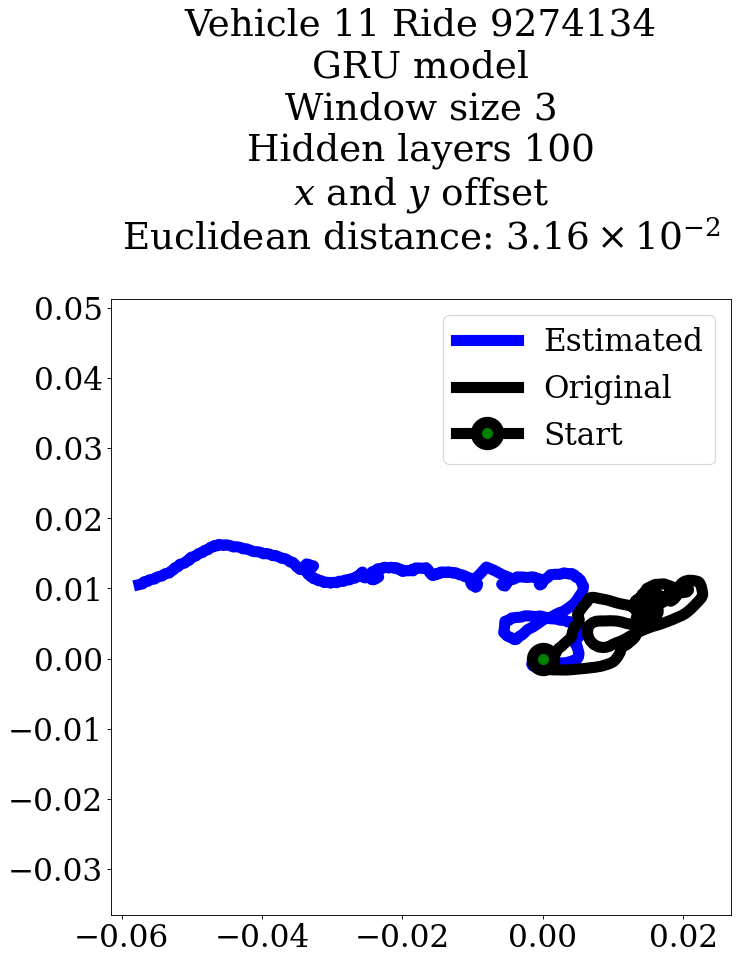 Vehicle 11 Ride 9274134
GRU model
Window size 3
Hidden layers 100
x and y offset
Euclidean distance: 3.16 × 10⁻²
0.05
0.04
0.03
0.02
0.01
0.00
−0.01
−0.02
−0.03
Estimated
Original
Start
−0.06 −0.04 −0.02 0.00 0.02